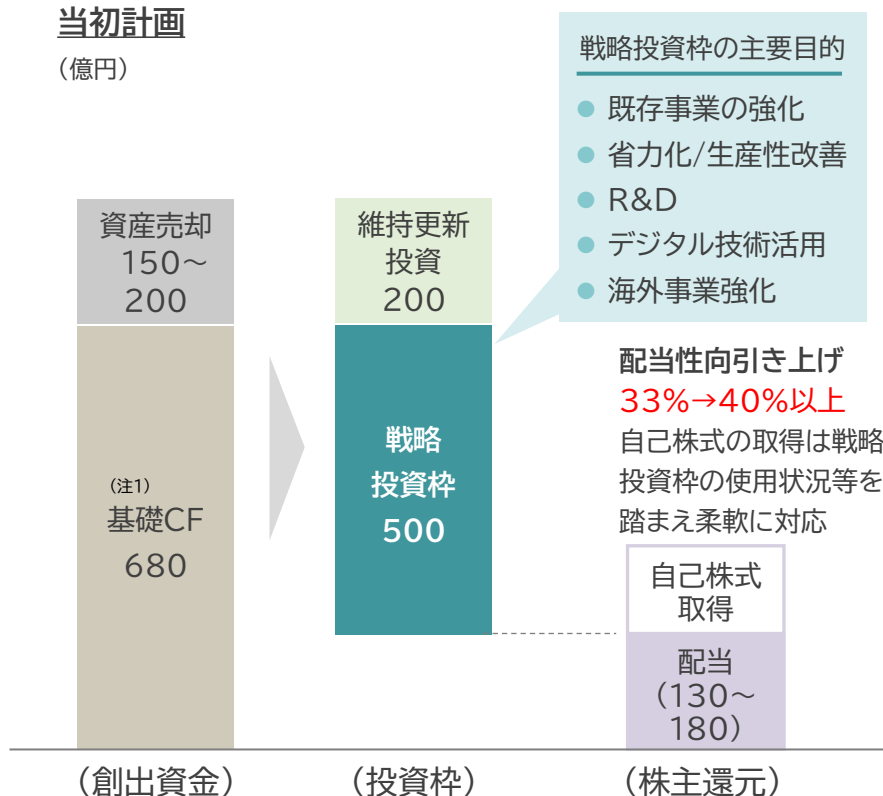 当初計画
(億円)
戦略投資枠の主要目的
● 既存事業の強化
● 省力化/生産性改善
● R&D
● デジタル技術活用
● 海外事業強化
資産売却
150～
200
維持更新
投資
200
(注1)
基礎CF
680
戦略
投資枠
500
配当性向引き上げ
33%→40%以上
自己株式の取得は戦略
投資枠の使用状況等を
踏まえ柔軟に対応
自己株式
取得
配当
(130～
180)
(創出資金)
(投資枠)
(株主還元)